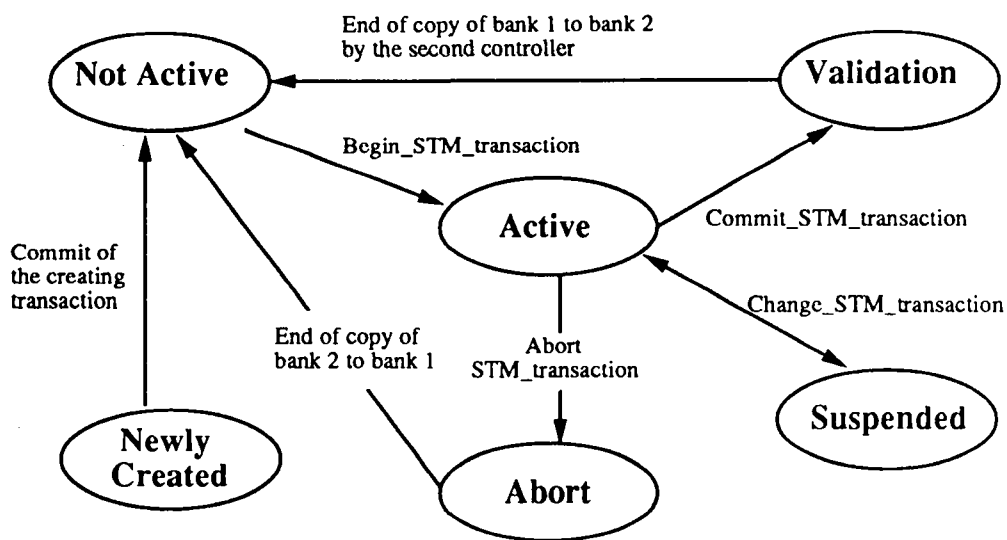 End of copy of bank 1 to bank 2
by the second controller
Not Active
Validation
Begin_STM_transaction
Active
Commit_STM_transaction
Commit of
the creating
transaction
Change_STM_transaction
End of copy of
bank 2 to bank 1
Abort
STM_transaction
Suspended
Newly
Created
Abort